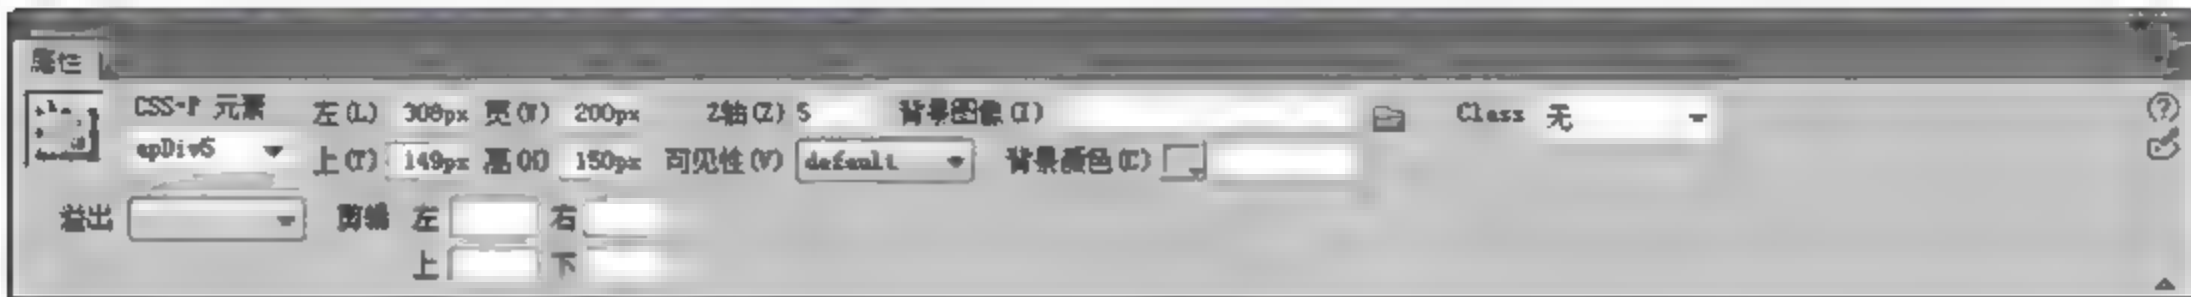 属性
CSS-P 元素 左(L) 308px 宽(W) 200px Z轴(Z) 5 背景图像(I) Class 无
apDiv5 上(T) 149px 高(H) 150px 可见性(V) default 背景颜色(C)
溢出 剪辑 左 右
上 下